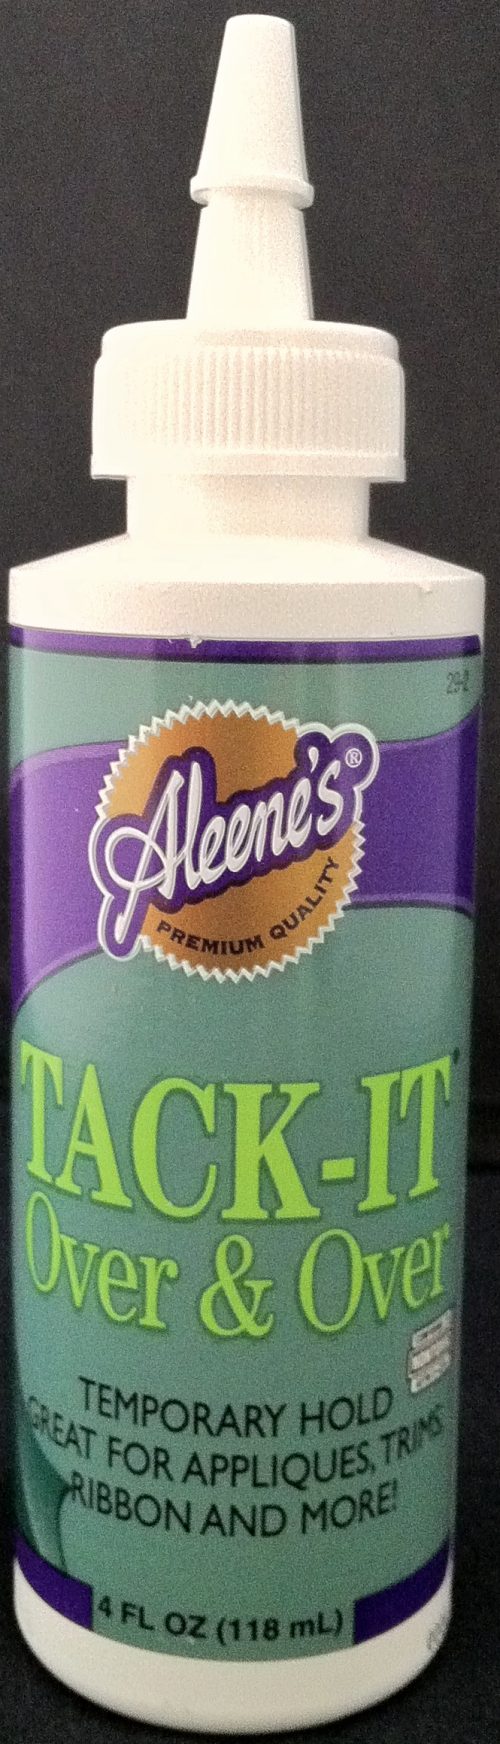 Aleene's®
PREMIUM QUALITY
TACK-IT
Over & Over
TEMPORARY HOLD
GREAT FOR APPLIQUES, TRIMS,
RIBBON AND MORE!
4 FL OZ (118 mL)